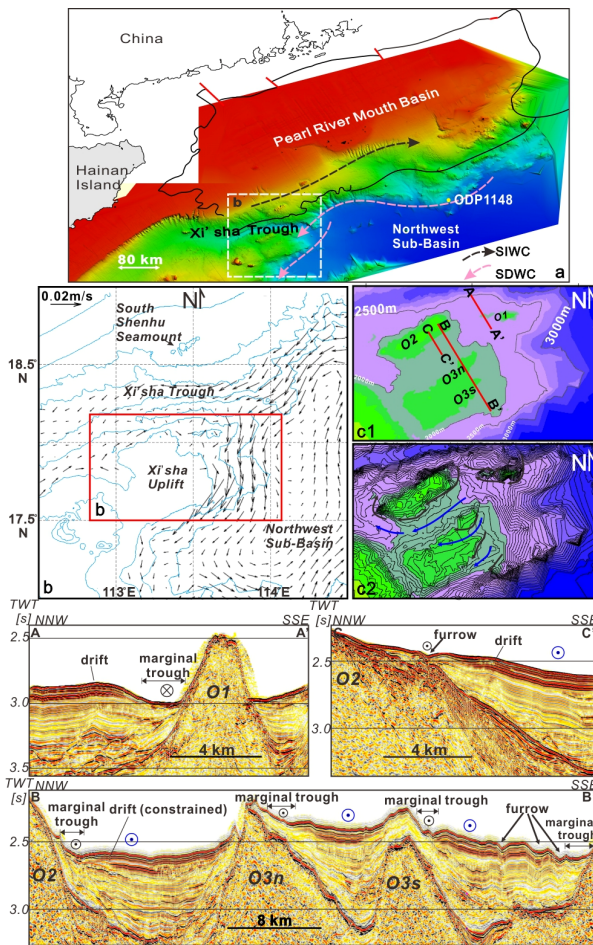 China
Pearl River Mouth Basin
Hainan
Island
b
ODP1148
Xi' sha Trough
Northwest
Sub-Basin
80 km
SIWC
SDWC
a
0.02m/s
N
South
Shenhu
Seamount
18.5°
N
Xi'sha Trough
Xi'sha
Uplift
b
17.5°
N
Northwest
Sub-Basin
b
113°E
114°E
2500m
A
N
O1
A'
3000m
B
O2
C
C'
O3n
O3s
B'
c1
N
c2
TWT
[s]
NNW
SSE
A
A'
2.5
drift
marginal
trough
O1
3.0
4 km
3.5
TWT
[s]
NNW
SSE
C
C'
furrow
drift
O2
2.5
3.0
4 km
TWT
[s]
NNW
SSE
B
B'
marginal
trough
drift (constrained)
marginal trough
marginal trough
furrow
marginal
trough
2.5
O2
O3n
O3s
3.0
8 km